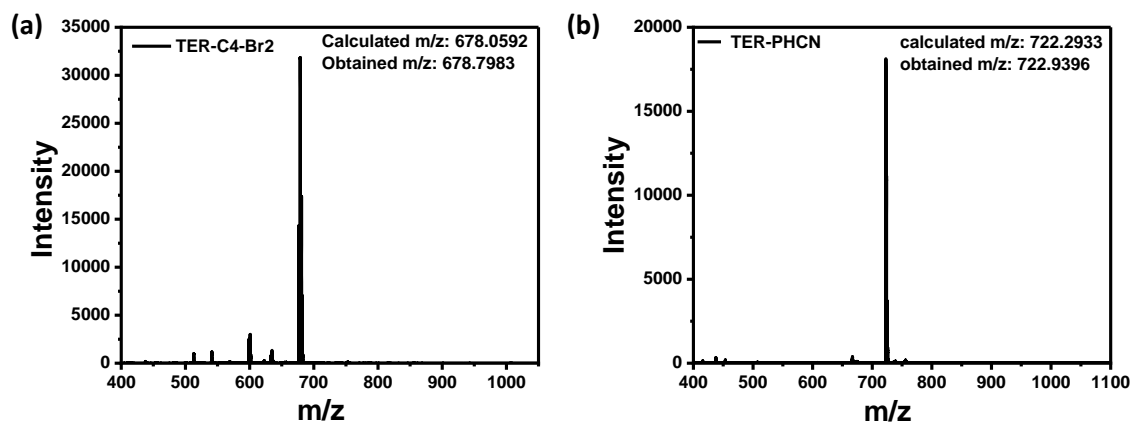 (a)
TER-C4-Br2
Calculated m/z: 678.0592
Obtained m/z: 678.7983
35000
30000
25000
20000
15000
10000
5000
0
Intensity
400 500 600 700 800 900 1000
m/z
(b)
TER-PHCN
calculated m/z: 722.2933
obtained m/z: 722.9396
20000
15000
10000
5000
0
Intensity
400 500 600 700 800 900 1000 1100
m/z